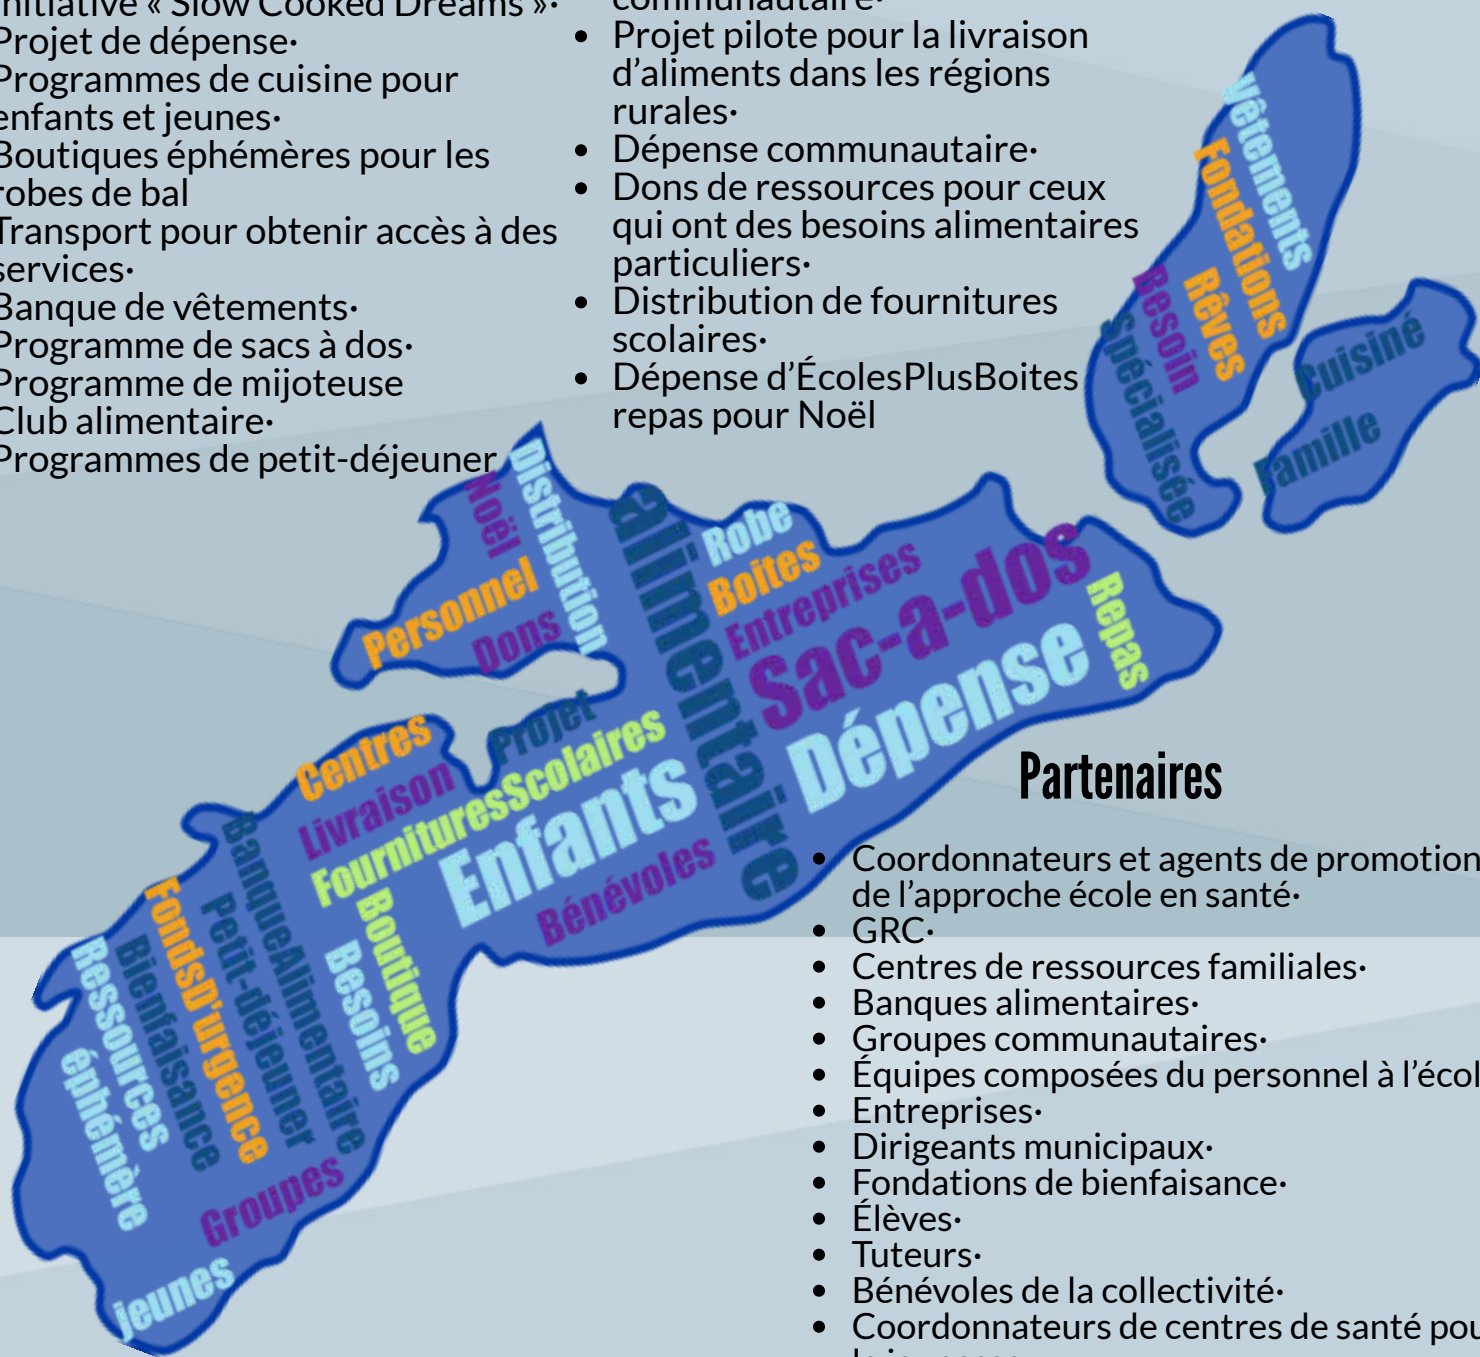 initiative « Slow Cooked Dreams »·
Projet de dépense·
Programmes de cuisine pour
enfants et jeunes·
Boutiques éphémères pour les
robes de bal
Transport pour obtenir accès à des
services·
Banque de vêtements·
Programme de sacs à dos·
Programme de mijoteuse
Club alimentaire·
Programmes de petit-déjeuner
communautaire·
• Projet pilote pour la livraison
d’aliments dans les régions
rurales·
• Dépense communautaire·
• Dons de ressources pour ceux
qui ont des besoins alimentaires
particuliers·
• Distribution de fournitures
scolaires·
• Dépense d’ÉcolesPlusBoites
repas pour Noël
Vêtements
Fondations
Rêves
Besoin
Spécialisée
Cuisiné
Famille
Distribution
Noël
Personnel
Dons
alimentaire
Robe
Boites
Entreprises
Sac-a-dos
Repas
Dépense
Projet
Centres
Livraison
FournituresScolaires
Enfants
Bénévoles
Boutique
Besoins
BanqueAlimentaire
Petit-déjeuner
FondsD'urgence
Bienfaisance
Ressources
éphémère
Groupes
jeunes
Partenaires
• Coordonnateurs et agents de promotion
de l’approche école en santé·
• GRC·
• Centres de ressources familiales·
• Banques alimentaires·
• Groupes communautaires·
• Équipes composées du personnel à l’écol
• Entreprises·
• Dirigeants municipaux·
• Fondations de bienfaisance·
• Élèves·
• Tuteurs·
• Bénévoles de la collectivité·
• Coordonnateurs de centres de santé pou